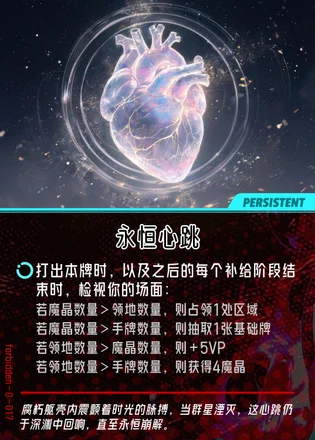 PERSISTENT
永恒心跳
打出本牌时，以及之后的每个补给阶段结
束时，检视你的场面：
若魔晶数量＞领地数量，则占领1处区域
若魔晶数量＞手牌数量，则抽取1张基础牌
若领地数量＞魔晶数量，则＋5VP
若领地数量＞手牌数量，则获得4魔晶
腐朽躯壳内震颤着时光的脉搏，当群星湮灭，这心跳仍
于深渊中回响，直至永恒崩解。
forbidden-0-017